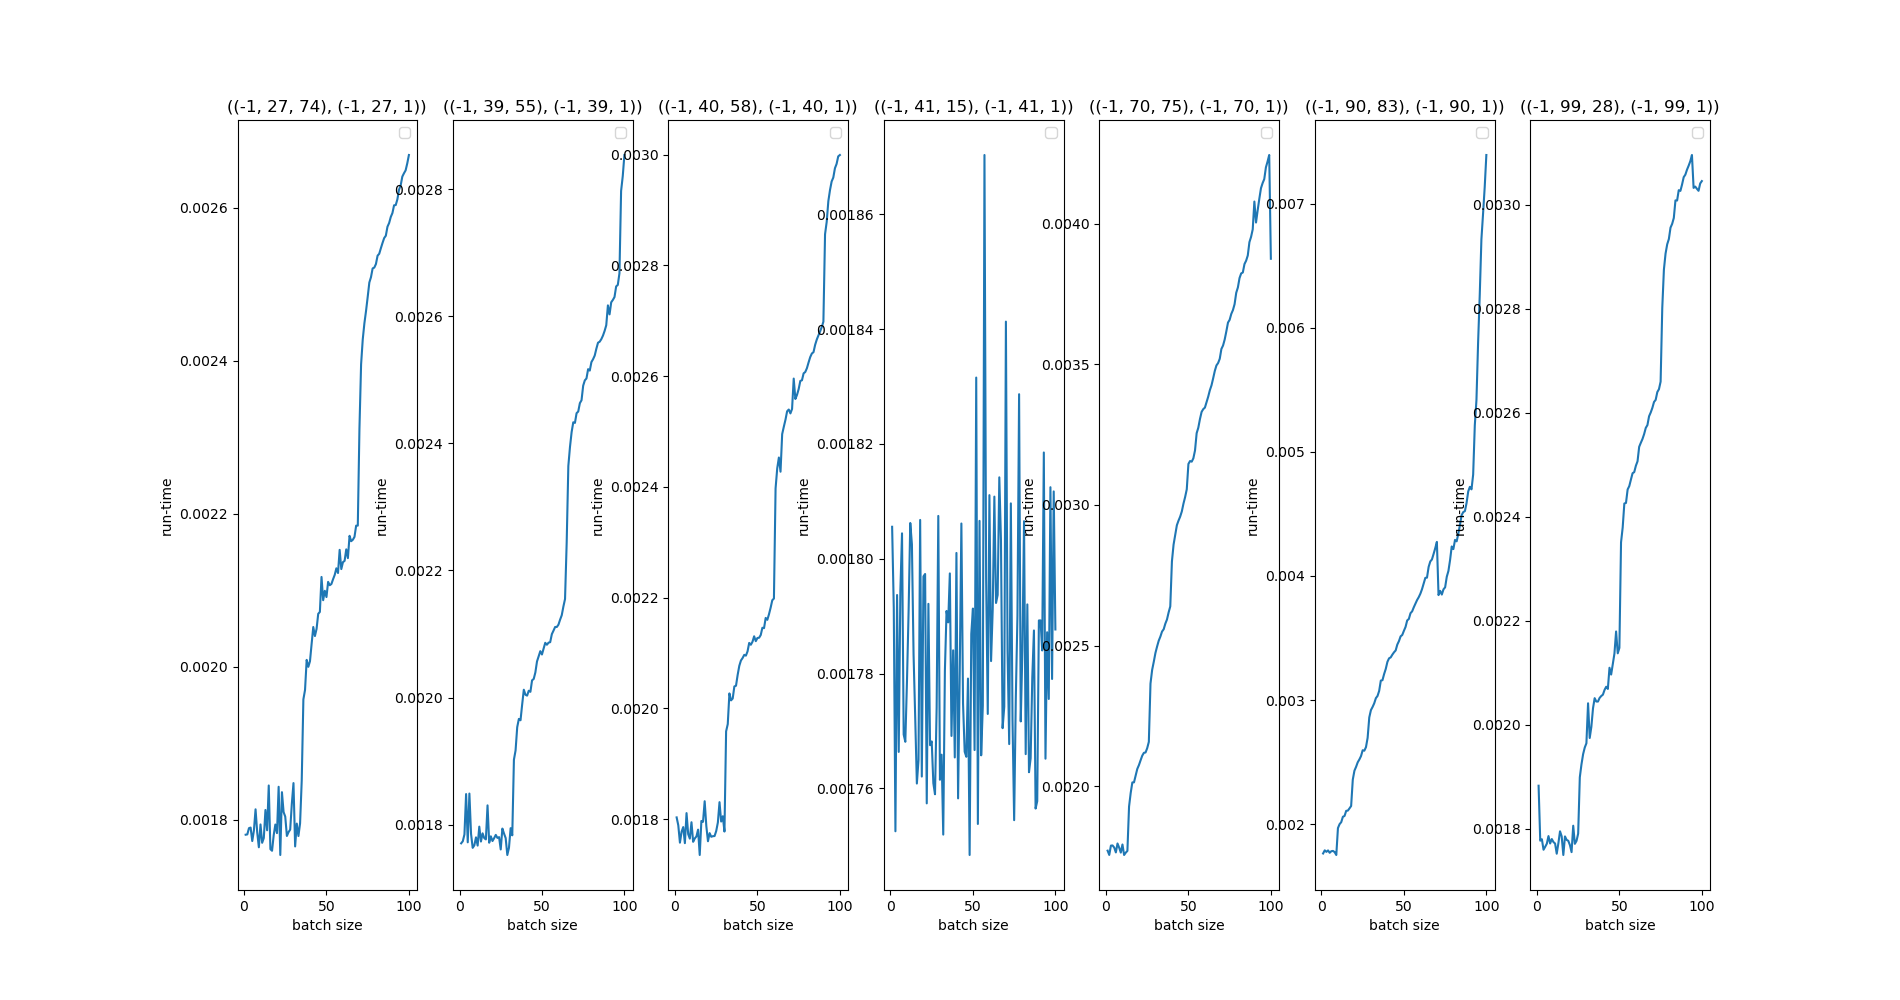 ((-1, 27, 74), (-1, 27, 1))
run-time
0.0026
0.0024
0.0022
0.0020
0.0018
0 50 100
batch size
((-1, 39, 55), (-1, 39, 1))
run-time
0.0028
0.0026
0.0024
0.0022
0.0020
0.0018
0 50 100
batch size
((-1, 40, 58), (-1, 40, 1))
run-time
0.0030
0.0028
0.0026
0.0024
0.0022
0.0020
0.0018
0 50 100
batch size
((-1, 41, 15), (-1, 41, 1))
run-time
0.00186
0.00184
0.00182
0.00180
0.00178
0.00176
0 50 100
batch size
((-1, 70, 75), (-1, 70, 1))
run-time
0.0040
0.0035
0.0030
0.0025
0.0020
0 50 100
batch size
((-1, 90, 83), (-1, 90, 1))
run-time
0.007
0.006
0.005
0.004
0.003
0.002
0 50 100
batch size
((-1, 99, 28), (-1, 99, 1))
run-time
0.0030
0.0028
0.0026
0.0024
0.0022
0.0020
0.0018
0 50 100
batch size